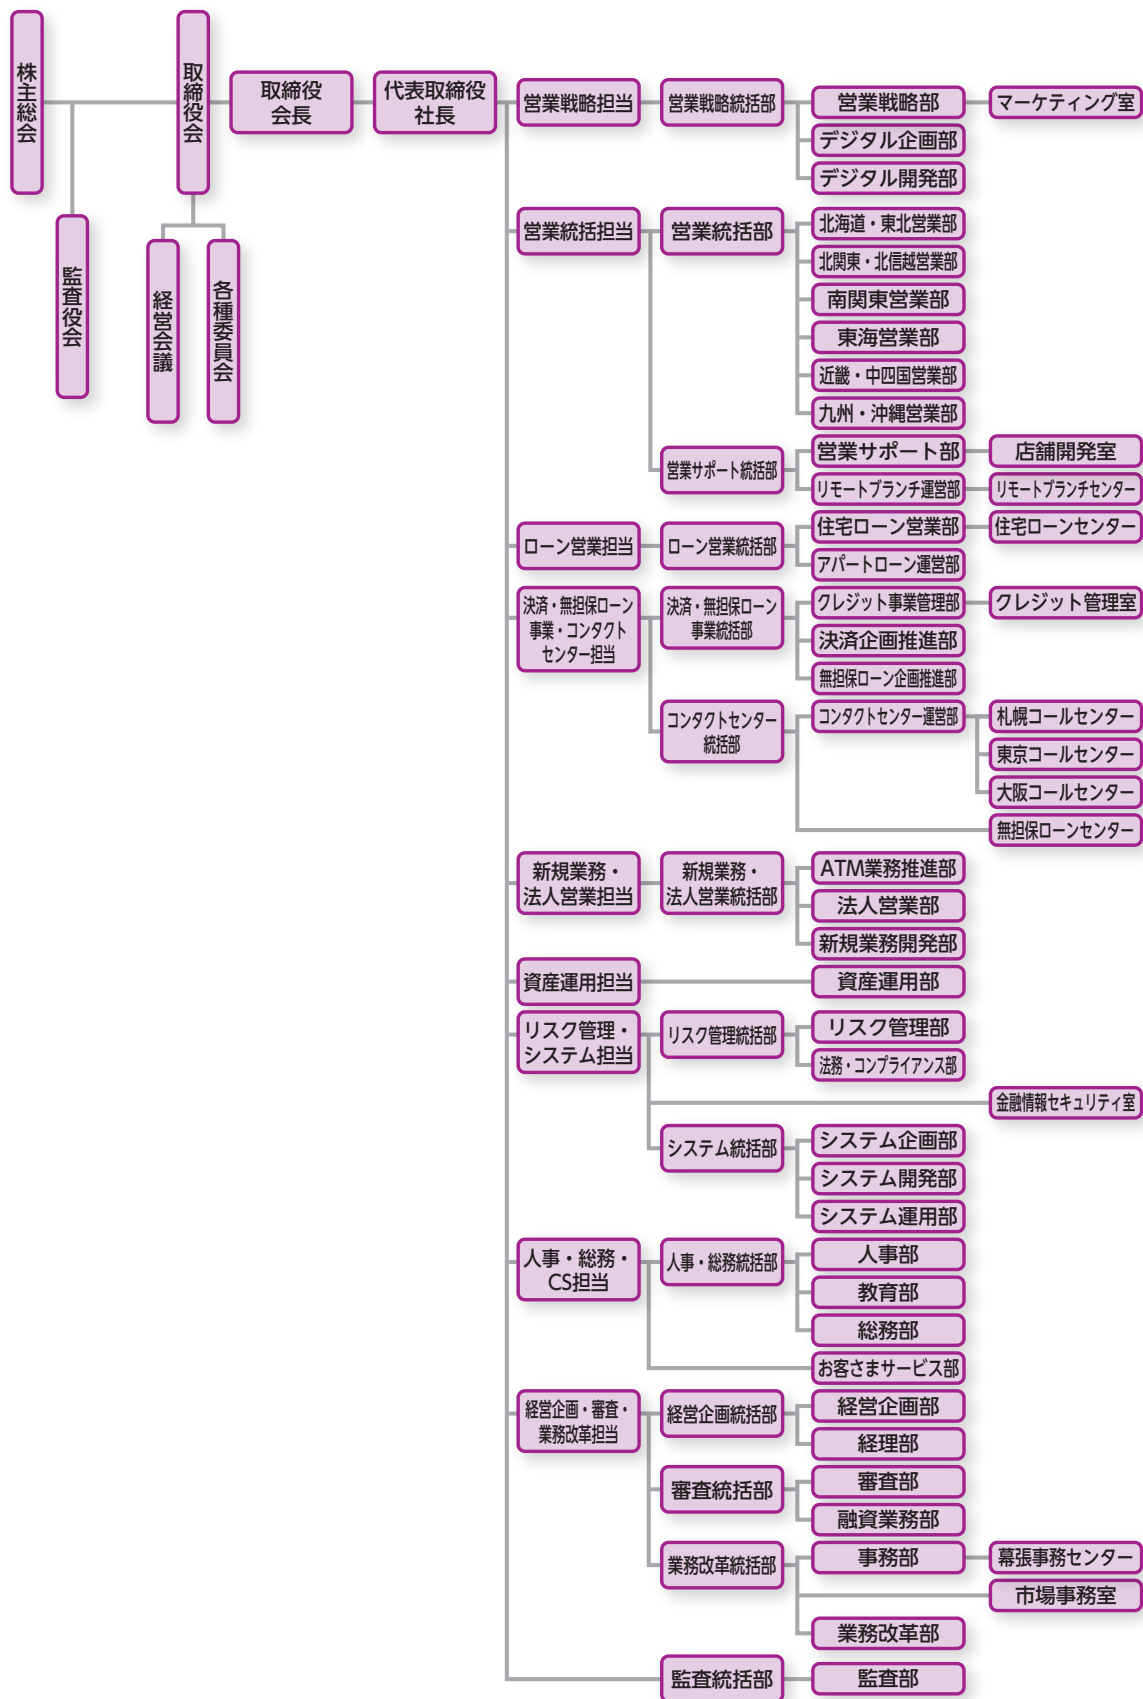 株主総会
取締役会
取締役
会長
代表取締役
社長
監査役会
経営会議
各種委員会
営業戦略担当
営業戦略統括部
営業戦略部
マーケティング室
デジタル企画部
デジタル開発部
営業統括担当
営業統括部
北海道・東北営業部
北関東・北信越営業部
南関東営業部
東海営業部
近畿・中四国営業部
九州・沖縄営業部
営業サポート統括部
営業サポート部
店舗開発室
リモートブランチ運営部
リモートブランチセンター
ローン営業担当
ローン営業統括部
住宅ローン営業部
住宅ローンセンター
アパートローン運営部
決済・無担保ローン
事業・コンタクト
センター担当
決済・無担保ローン
事業統括部
クレジット事業管理部
クレジット管理室
決済企画推進部
無担保ローン企画推進部
コンタクトセンター
統括部
コンタクトセンター運営部
札幌コールセンター
東京コールセンター
大阪コールセンター
無担保ローンセンター
新規業務・
法人営業担当
新規業務・
法人営業統括部
ATM業務推進部
法人営業部
新規業務開発部
資産運用担当
資産運用部
リスク管理・
システム担当
リスク管理統括部
リスク管理部
法務・コンプライアンス部
金融情報セキュリティ室
システム統括部
システム企画部
システム開発部
システム運用部
人事・総務・
CS担当
人事・総務統括部
人事部
教育部
総務部
お客さまサービス部
経営企画・審査・
業務改革担当
経営企画統括部
経営企画部
経理部
審査統括部
審査部
融資業務部
業務改革統括部
事務部
幕張事務センター
市場事務室
業務改革部
監査統括部
監査部